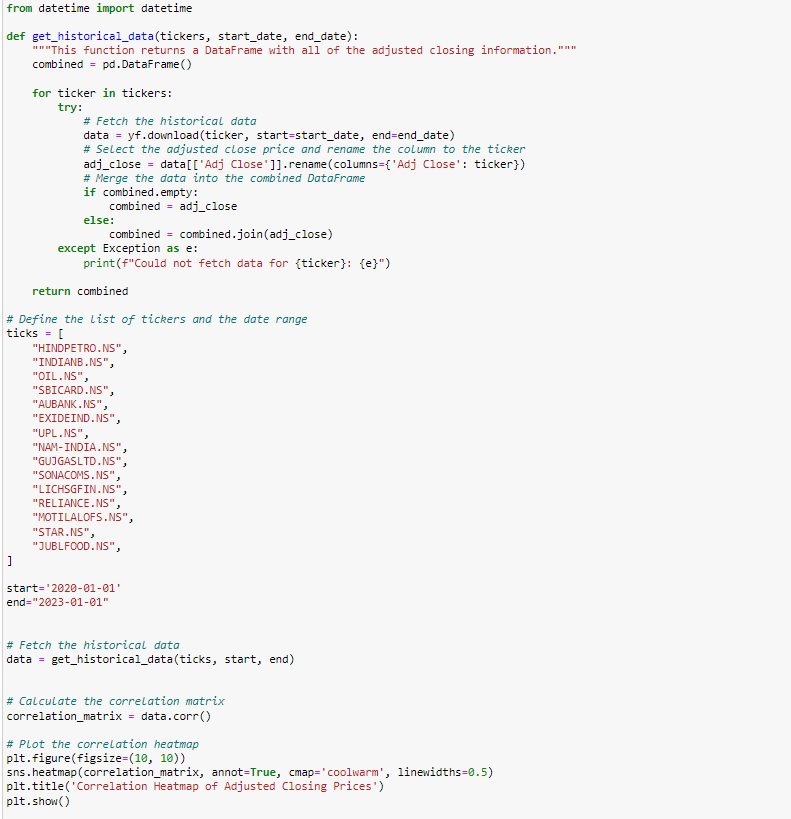 from datetime import datetime
def get_historical_data(tickers, start_date, end_date):
    """This function returns a DataFrame with all of the adjusted closing information."""
    combined = pd.DataFrame()
    for ticker in tickers:
        try:
            # Fetch the historical data
            data = yf.download(ticker, start=start_date, end=end_date)
            # Select the adjusted close price and rename the column to the ticker
            adj_close = data[['Adj Close']].rename(columns={'Adj Close': ticker})
            # Merge the data into the combined DataFrame
            if combined.empty:
                combined = adj_close
            else:
                combined = combined.join(adj_close)
        except Exception as e:
            print(f"Could not fetch data for {ticker}: {e}")
    return combined
# Define the list of tickers and the date range
ticks = [
    "HINDPETRO.NS",
    "INDIANB.NS",
    "OIL.NS",
    "SBICARD.NS",
    "AUBANK.NS",
    "EXIDEIND.NS",
    "UPL.NS",
    "NAM-INDIA.NS",
    "GUJGASLTD.NS",
    "SONACOMS.NS",
    "LICHSGFIN.NS",
    "RELIANCE.NS",
    "MOTILALOFS.NS",
    "STAR.NS",
    "JUBLFOOD.NS",
]
start='2020-01-01'
end="2023-01-01"
# Fetch the historical data
data = get_historical_data(ticks, start, end)
# Calculate the correlation matrix
correlation_matrix = data.corr()
# Plot the correlation heatmap
plt.figure(figsize=(10, 10))
sns.heatmap(correlation_matrix, annot=True, cmap='coolwarm', linewidths=0.5)
plt.title('Correlation Heatmap of Adjusted Closing Prices')
plt.show()